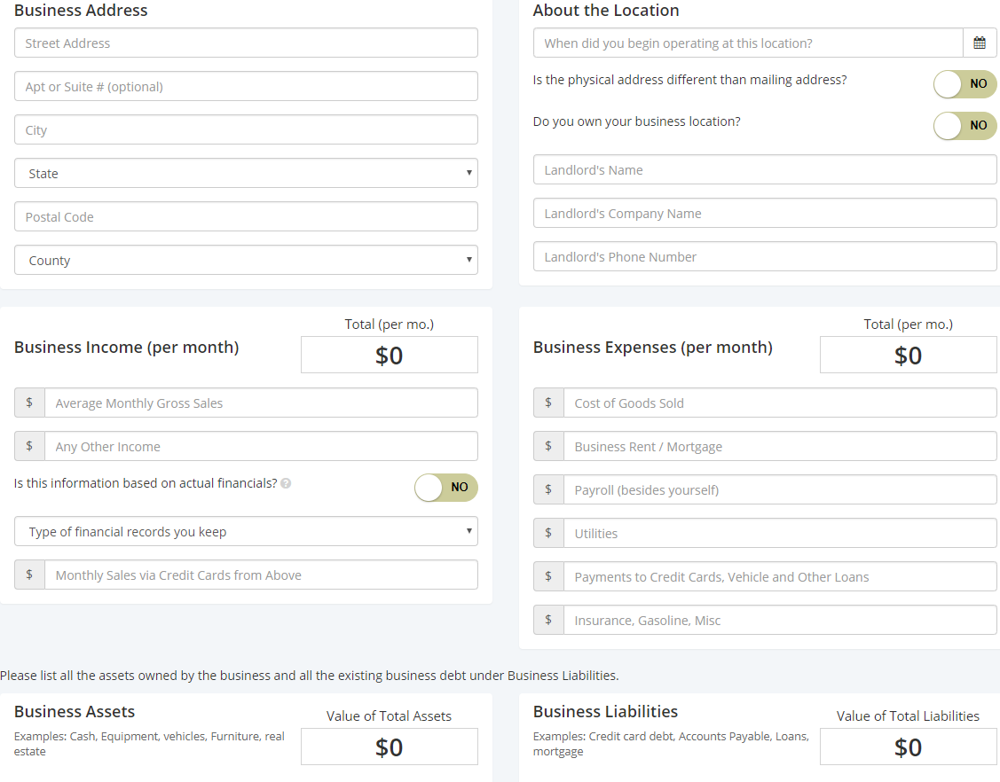 Business Address
Street Address
Apt or Suite # (optional)
City
State
Postal Code
County
About the Location
When did you begin operating at this location?
Is the physical address different than mailing address?
NO
Do you own your business location?
NO
Landlord's Name
Landlord's Company Name
Landlord's Phone Number
Total (per mo.)
Business Income (per month)
$0
$ Average Monthly Gross Sales
$ Any Other Income
Is this information based on actual financials? ?
NO
Type of financial records you keep
$ Monthly Sales via Credit Cards from Above
Total (per mo.)
Business Expenses (per month)
$0
$ Cost of Goods Sold
$ Business Rent / Mortgage
$ Payroll (besides yourself)
$ Utilities
$ Payments to Credit Cards, Vehicle and Other Loans
$ Insurance, Gasoline, Misc
Please list all the assets owned by the business and all the existing business debt under Business Liabilities.
Business Assets
Value of Total Assets
Examples: Cash, Equipment, vehicles, Furniture, real
estate
$0
Business Liabilities
Value of Total Liabilities
Examples: Credit card debt, Accounts Payable, Loans,
mortgage
$0